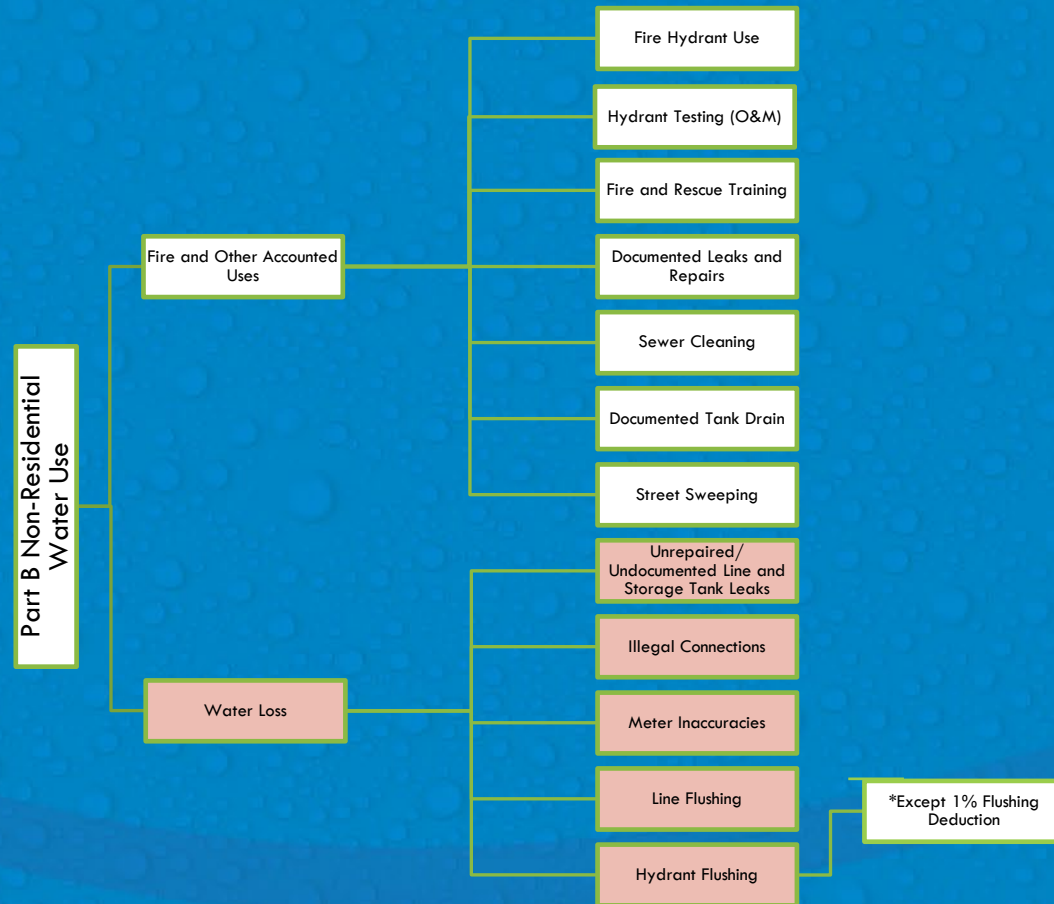 Part B Non-Residential
Water Use
Fire and Other Accounted
Uses
Fire Hydrant Use
Hydrant Testing (O&M)
Fire and Rescue Training
Documented Leaks and
Repairs
Sewer Cleaning
Documented Tank Drain
Street Sweeping
Water Loss
Unrepaired/
Undocumented Line and
Storage Tank Leaks
Illegal Connections
Meter Inaccuracies
Line Flushing
Hydrant Flushing
*Except 1% Flushing
Deduction